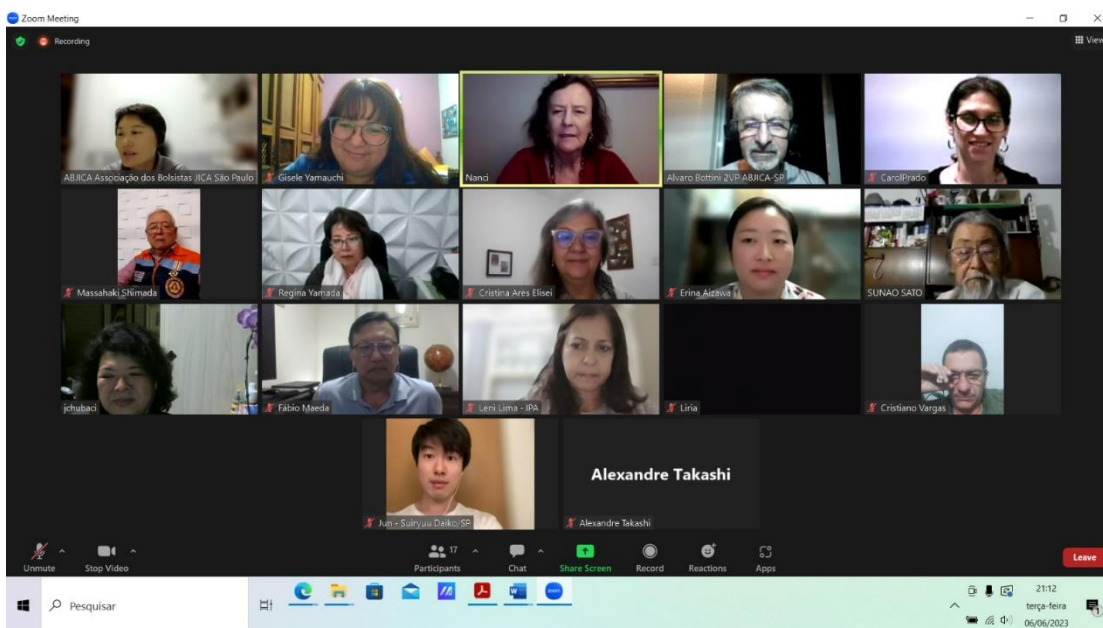 Zoom Meeting
Recording
View
ABJICA Associação dos Bolsistas JICA São Paulo
Gisele Yamauchi
Nanci
Alvaro Bottini 2VP ABJICA-SP
CarolPrado
Massahaki Shimada
Regina Yamada
Cristina Ares Elisei
Erina Aizawa
SUNAO SATO
jchubaci
Fábio Maeda
Leni Lima - IPA
Liria
Cristiano Vargas
Jun - Suiryuu Daiko/SP
Alexandre Takashi
Alexandre Takashi
Unmute
Stop Video
17
Participants
Chat
Share Screen
Record
Reactions
Apps
Leave
Pesquisar
zoom
21:12
terça-feira
06/06/2023
1